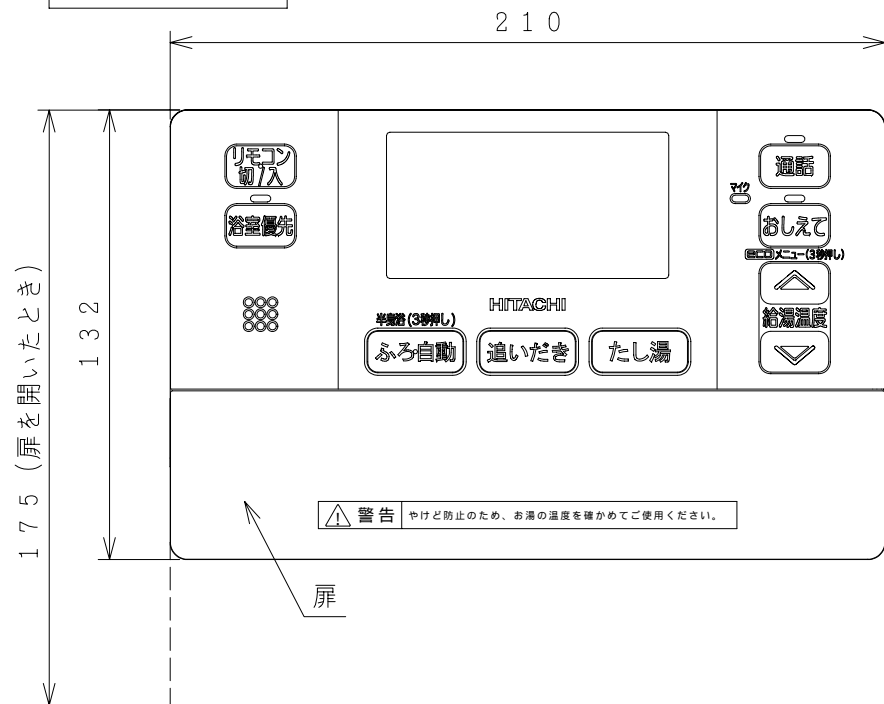 210
リモコン
切/入
浴室優先
通話
マイク
おしえて
eco メニュー(3秒押し)
給湯温度
HITACHI
半身浴(3秒押し)
ふろ自動
追いだき
たし湯
132
175(扉を開いたとき)
警告 やけど防止のため、お湯の温度を確かめてご使用ください。
扉